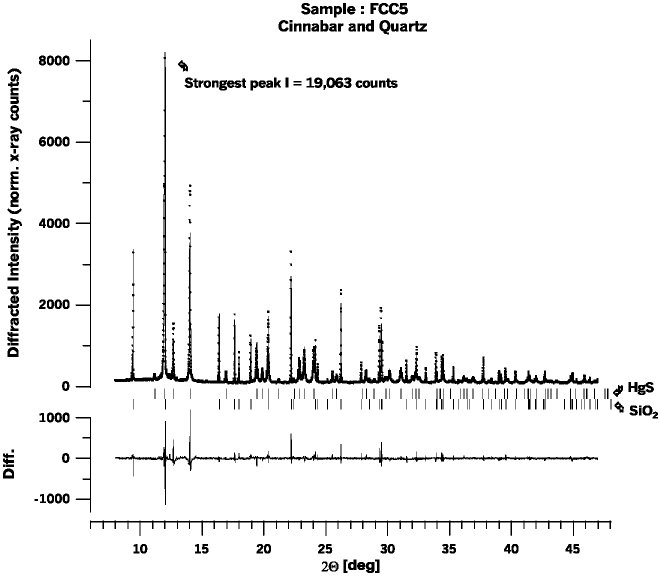 Sample : FCC5
Cinnabar and Quartz
Strongest peak I = 19,063 counts
Diffracted Intensity (norm. x-ray counts)
8000
6000
4000
2000
0
HgS
SiO₂
Diff.
1000
0
-1000
10 15 20 25 30 35 40 45
2Θ [deg]